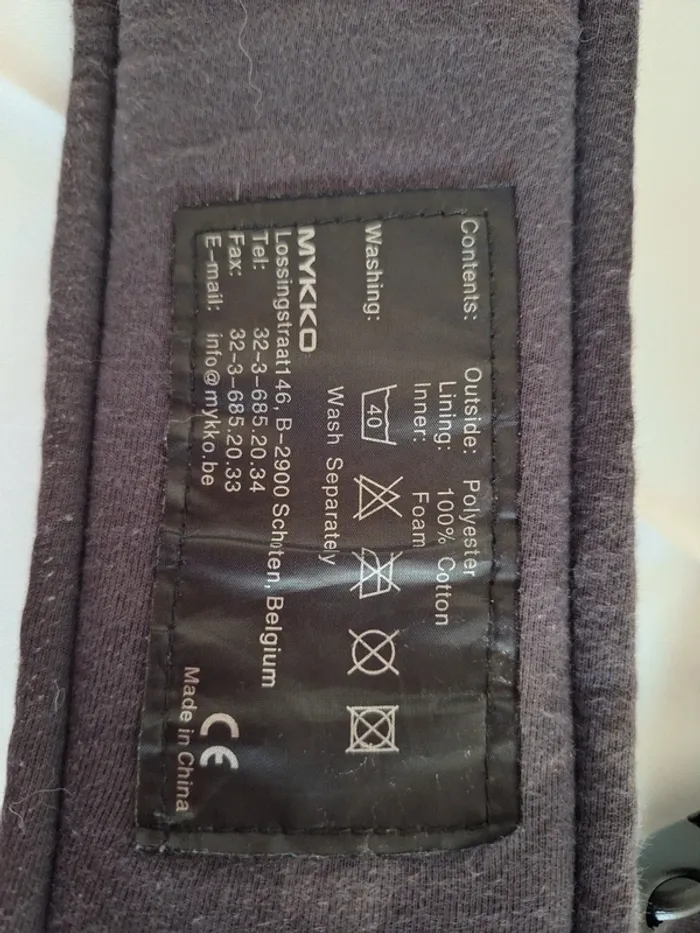 Contents: Outside: Polyester
Lining: 100% Cotton
Inner: Foam
Washing: 40
Wash Separately
MYKKO
Lossingstraat146, B-2900 Schoten, Belgium
Tel: 32-3-685.20.34
Fax: 32-3-685.20.33
E-mail: info@mykko.be
CE
Made in China